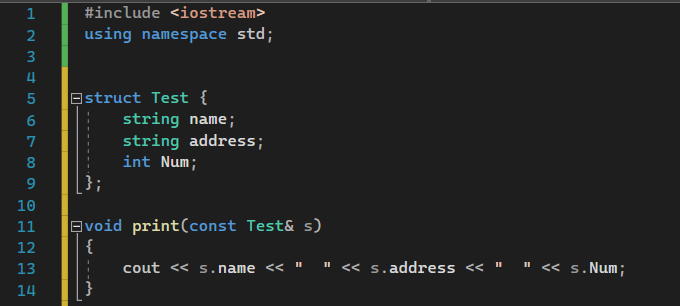 1 #include <iostream>
2 using namespace std;
3
4
5 struct Test {
6 string name;
7 string address;
8 int Num;
9 };
10
11 void print(const Test& s)
12 {
13 cout << s.name << "  " << s.address << "  " << s.Num;
14 }